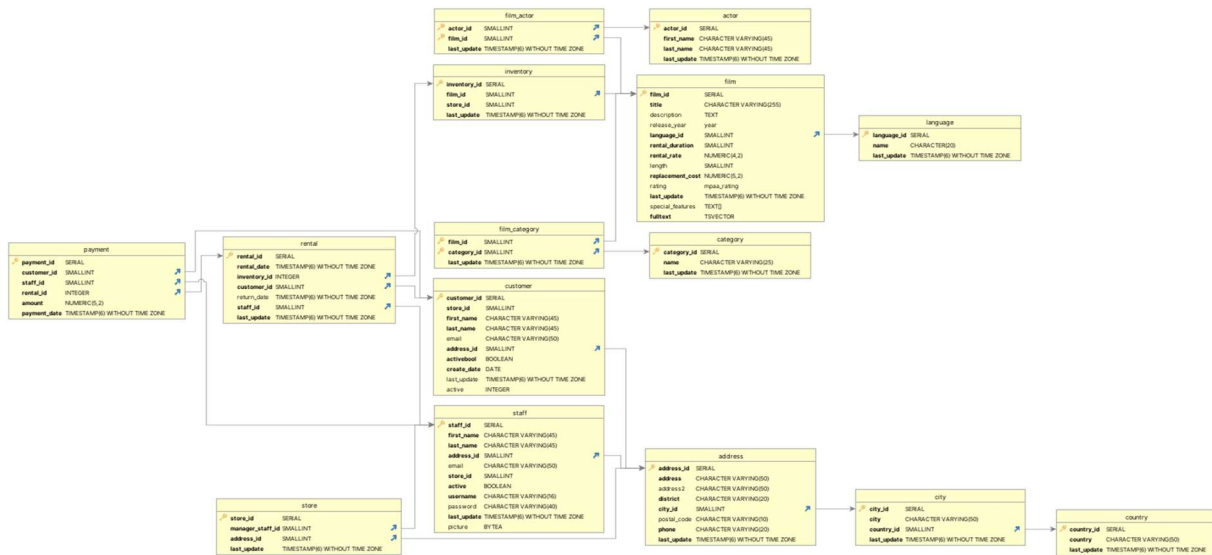 film_actor
actor_id SMALLINT
film_id SMALLINT
last_update TIMESTAMP(6) WITHOUT TIME ZONE
actor
actor_id SERIAL
first_name CHARACTER VARYING(45)
last_name CHARACTER VARYING(45)
last_update TIMESTAMP(6) WITHOUT TIME ZONE
inventory
inventory_id SERIAL
film_id SMALLINT
store_id SMALLINT
last_update TIMESTAMP(6) WITHOUT TIME ZONE
film
film_id SERIAL
title CHARACTER VARYING(255)
description TEXT
release_year year
language_id SMALLINT
rental_duration SMALLINT
rental_rate NUMERIC(4,2)
length SMALLINT
replacement_cost NUMERIC(5,2)
rating mpaa_rating
last_update TIMESTAMP(6) WITHOUT TIME ZONE
special_features TEXT[]
fulltext TSVECTOR
language
language_id SERIAL
name CHARACTER(20)
last_update TIMESTAMP(6) WITHOUT TIME ZONE
film_category
film_id SMALLINT
category_id SMALLINT
last_update TIMESTAMP(6) WITHOUT TIME ZONE
category
category_id SERIAL
name CHARACTER VARYING(25)
last_update TIMESTAMP(6) WITHOUT TIME ZONE
payment
payment_id SERIAL
customer_id SMALLINT
staff_id SMALLINT
rental_id INTEGER
amount NUMERIC(5,2)
payment_date TIMESTAMP(6) WITHOUT TIME ZONE
rental
rental_id SERIAL
rental_date TIMESTAMP(6) WITHOUT TIME ZONE
inventory_id INTEGER
customer_id SMALLINT
return_date TIMESTAMP(6) WITHOUT TIME ZONE
staff_id SMALLINT
last_update TIMESTAMP(6) WITHOUT TIME ZONE
customer
customer_id SERIAL
store_id SMALLINT
first_name CHARACTER VARYING(45)
last_name CHARACTER VARYING(45)
email CHARACTER VARYING(50)
address_id SMALLINT
activebool BOOLEAN
create_date DATE
last_update TIMESTAMP(6) WITHOUT TIME ZONE
active INTEGER
staff
staff_id SERIAL
first_name CHARACTER VARYING(45)
last_name CHARACTER VARYING(45)
address_id SMALLINT
email CHARACTER VARYING(50)
store_id SMALLINT
active BOOLEAN
username CHARACTER VARYING(16)
password CHARACTER VARYING(40)
last_update TIMESTAMP(6) WITHOUT TIME ZONE
picture BYTEA
store
store_id SERIAL
manager_staff_id SMALLINT
address_id SMALLINT
last_update TIMESTAMP(6) WITHOUT TIME ZONE
address
address_id SERIAL
address CHARACTER VARYING(50)
address2 CHARACTER VARYING(50)
district CHARACTER VARYING(20)
city_id SMALLINT
postal_code CHARACTER VARYING(10)
phone CHARACTER VARYING(20)
last_update TIMESTAMP(6) WITHOUT TIME ZONE
city
city_id SERIAL
city CHARACTER VARYING(50)
country_id SMALLINT
last_update TIMESTAMP(6) WITHOUT TIME ZONE
country
country_id SERIAL
country CHARACTER VARYING(50)
last_update TIMESTAMP(6) WITHOUT TIME ZONE